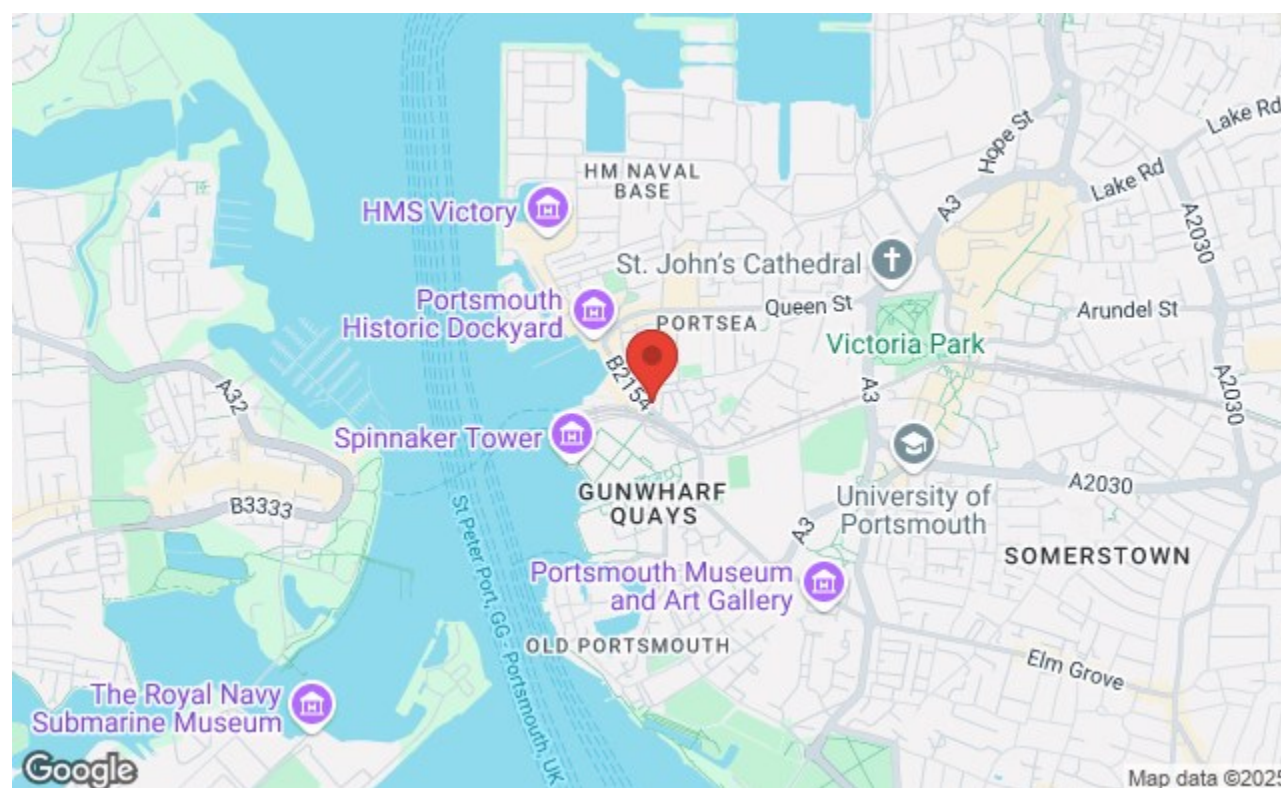 Hope St
Lake Rd
Lake Rd
HM NAVAL
BASE
HMS Victory
A3
A2030
St. John's Cathedral
Portsmouth
Historic Dockyard
Queen St
Arundel St
PORTSEA
Victoria Park
B2154
A32
A3
A2030
Spinnaker Tower
GUNWHARF
QUAYS
B3333
A2030
University of
Portsmouth
St Peter Port, GG - Portsmouth, UK
A3
SOMERSTOWN
Portsmouth Museum
and Art Gallery
OLD PORTSMOUTH
Elm Grove
The Royal Navy
Submarine Museum
Google
Map data ©2025